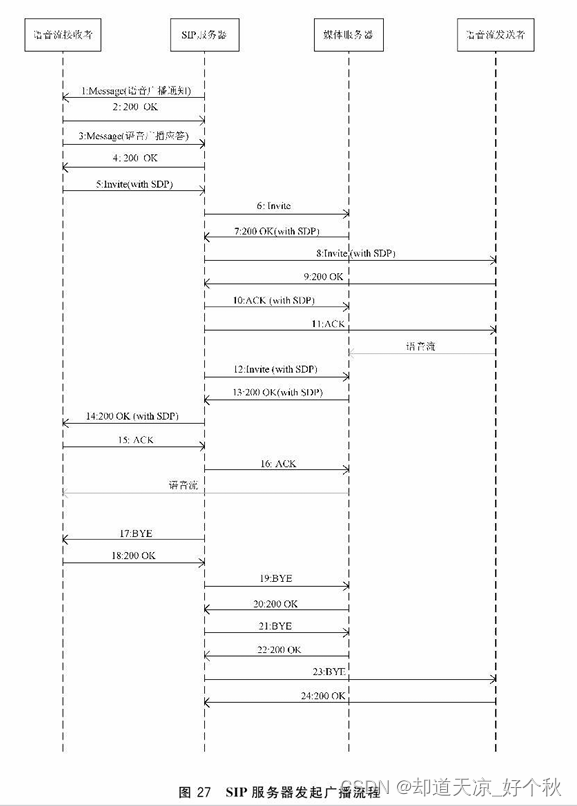 语音流接收者
SIP服务器
媒体服务器
语音流发送者
1:Message(语音广播通知)
2: 200 OK
3:Message(语音广播应答)
4: 200 OK
5:Invite(with SDP)
6: Invite
7:200 OK(with SDP)
8:Invite (with SDP)
9:200 OK
10:ACK (with SDP)
11:ACK
语音流
12:Invite (with SDP)
13:200 OK(with SDP)
14:200 OK (with SDP)
15: ACK
16: ACK
语音流
17:BYE
18:200 OK
19:BYE
20:200 OK
21:BYE
22:200 OK
23:BYE
24:200 OK
图 27 SIP 服务器发起广播流程
CSDN @却道天凉_好个秋